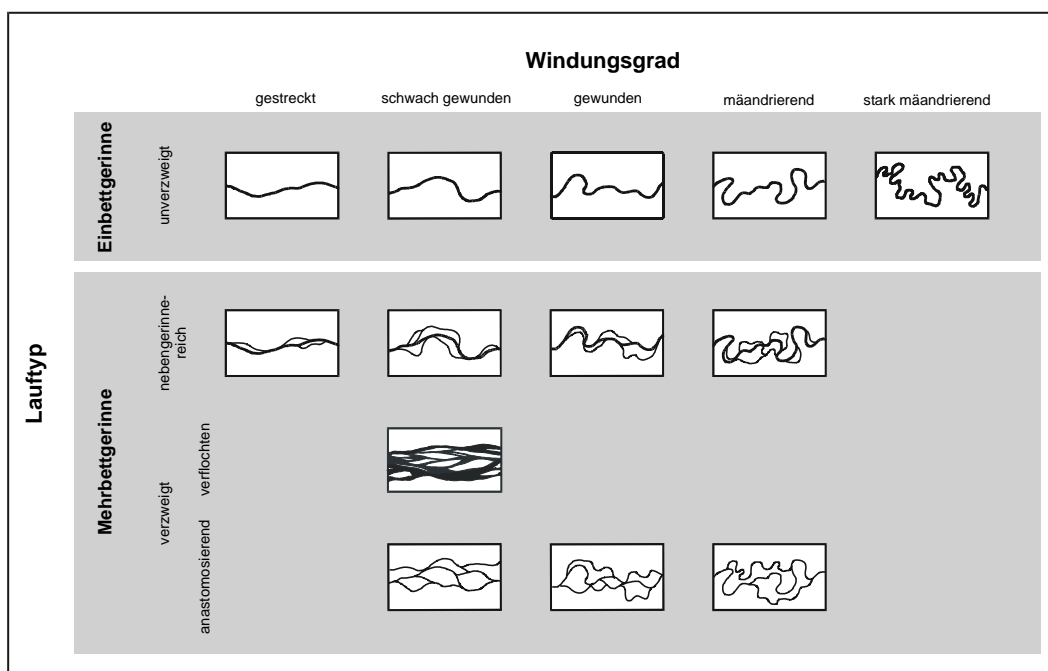 Windungsgrad
gestreckt
schwach gewunden
gewunden
mäandrierend
stark mäandrierend
Lauftyp
Einbettgerinne
unverzweigt
Mehrbettgerinne
nebengerinne-
reich
verzweigt
verflochten
anastomosierend